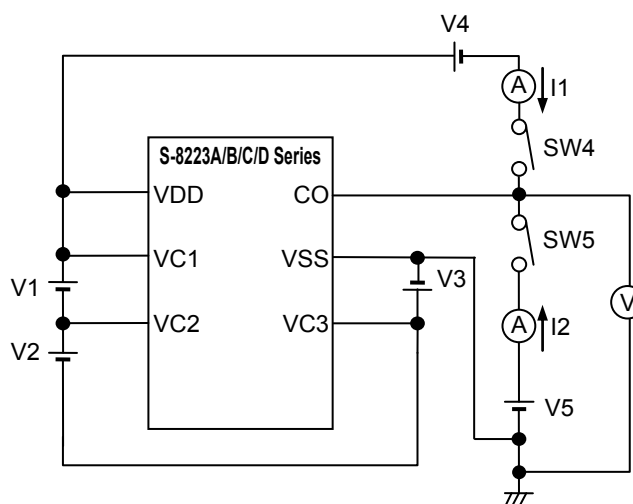 V4
A I1
SW4
S-8223A/B/C/D Series
VDD CO
SW5
VC1 VSS
V1 V3 V
VC2 VC3 A I2
V2
V5